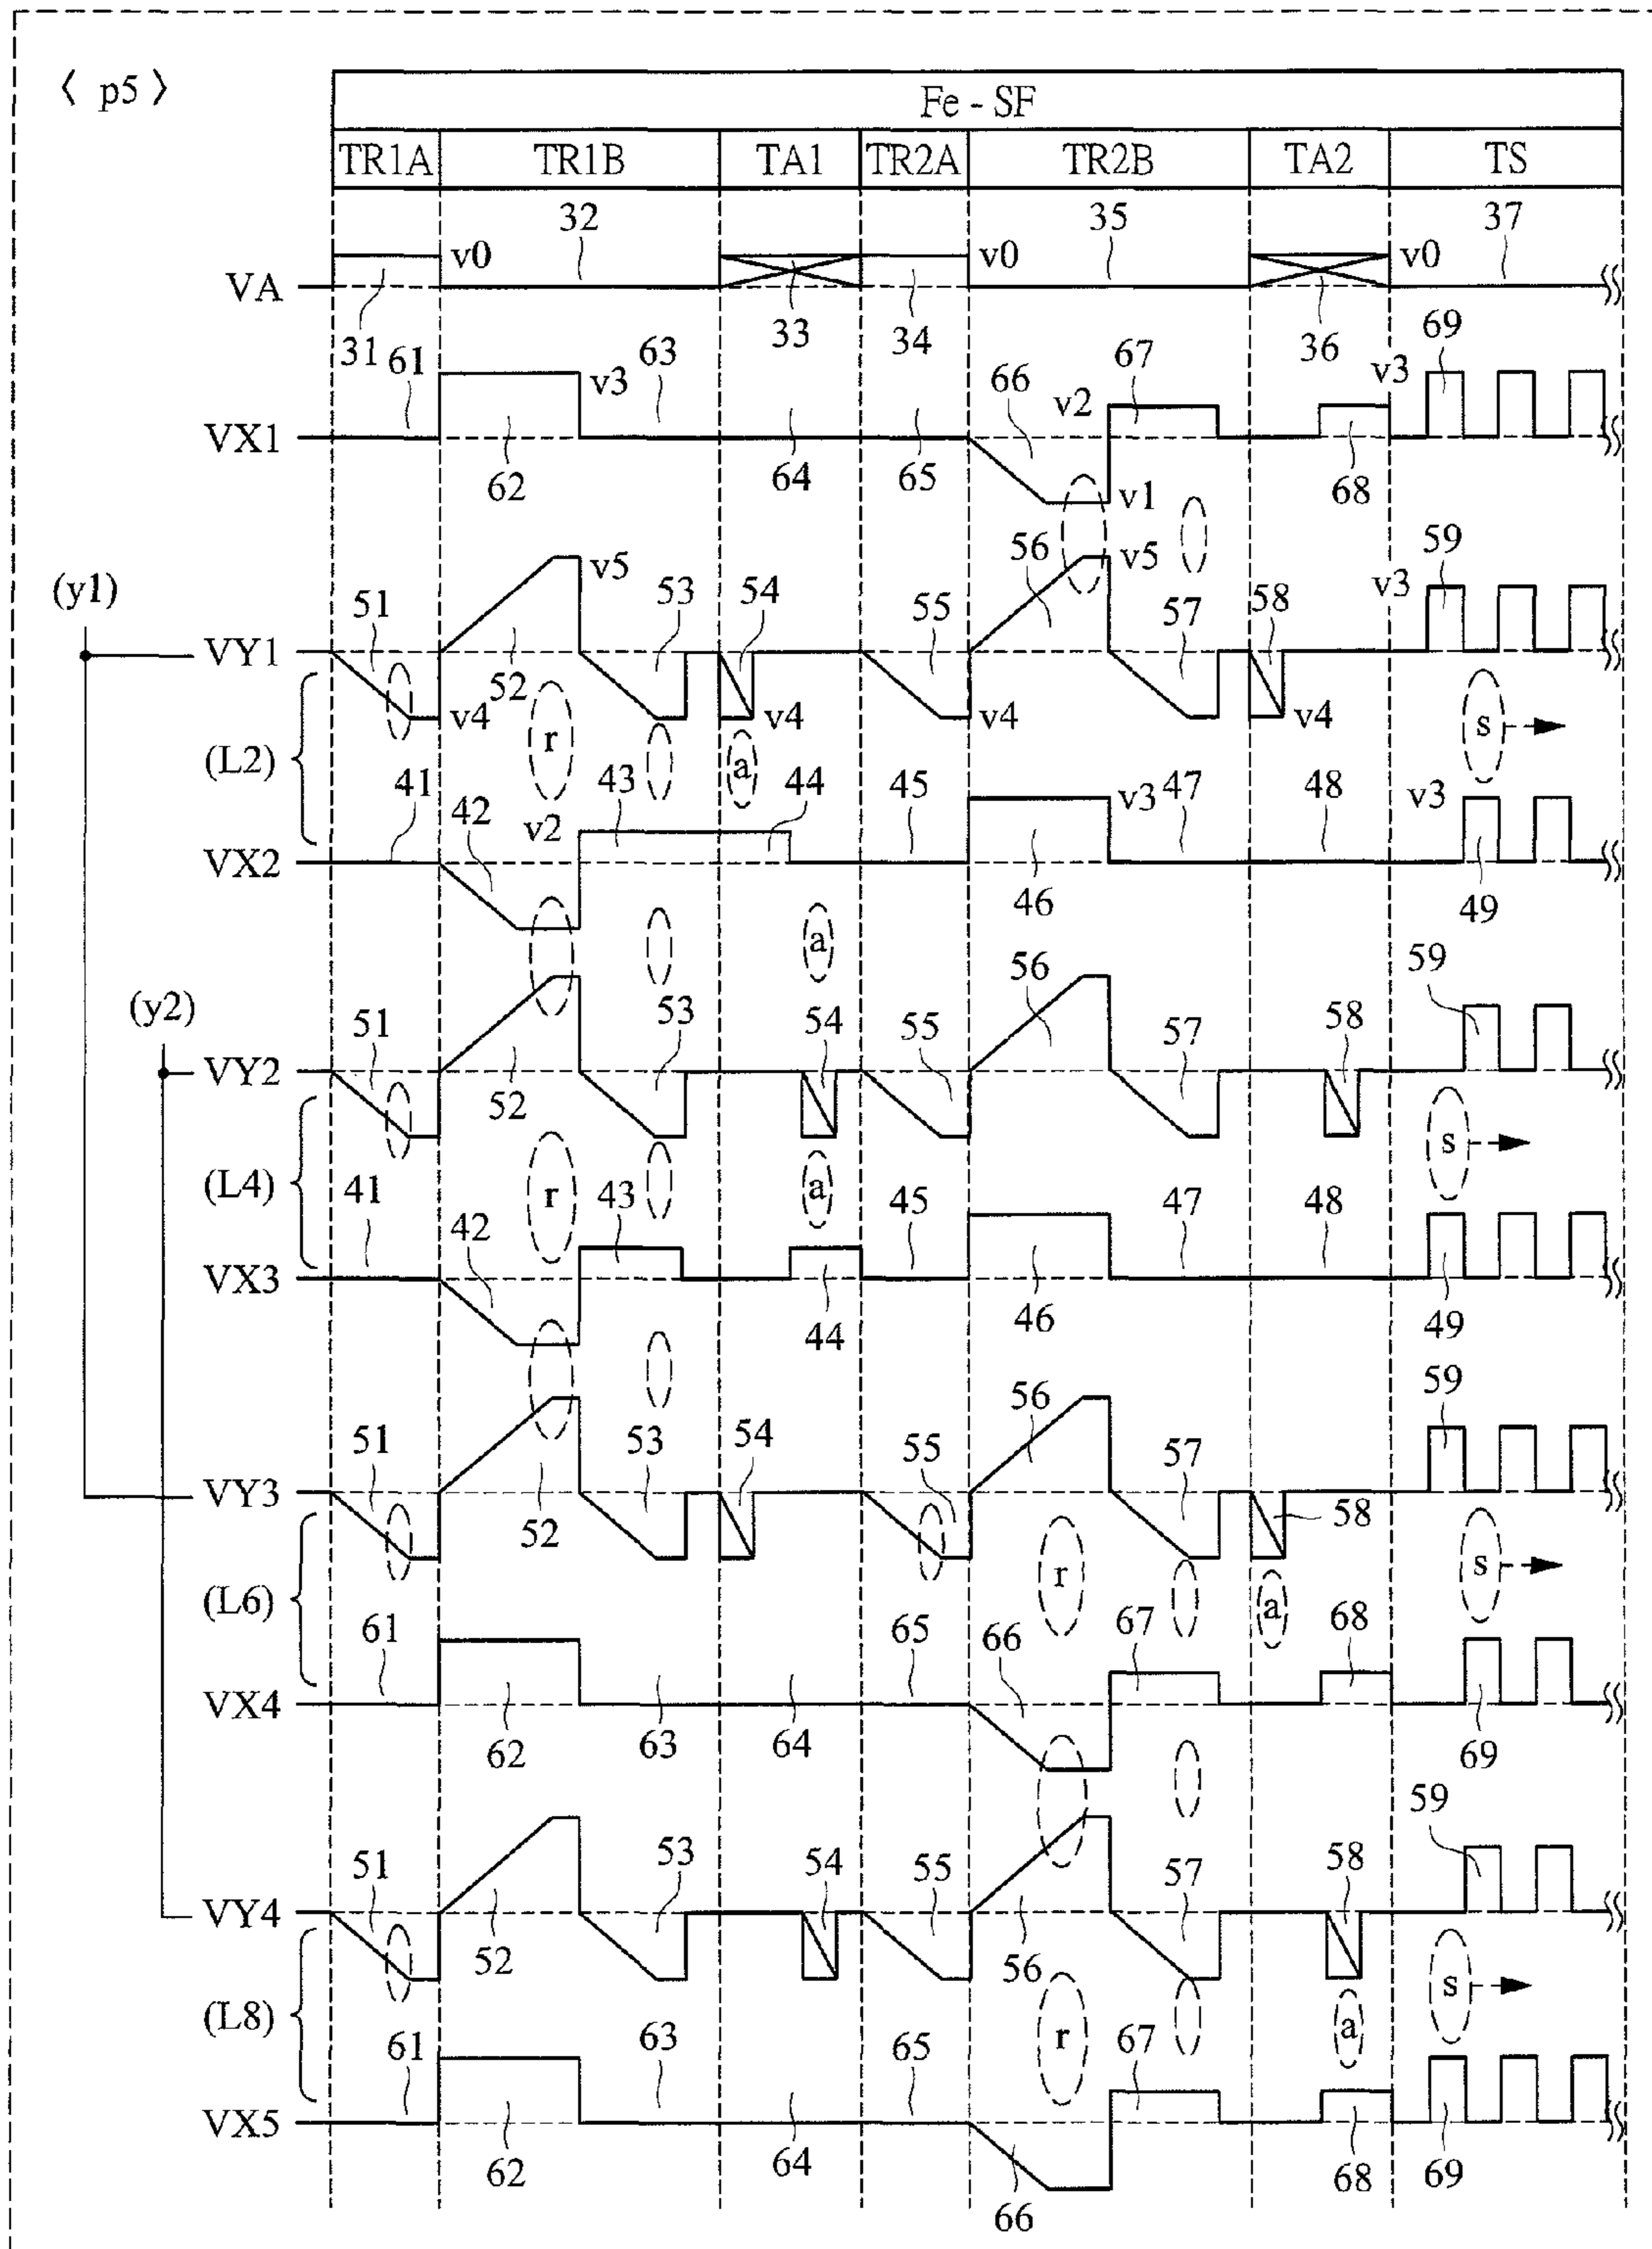 〈 p5 〉
Fe - SF
TR1A TR1B TA1 TR2A TR2B TA2 TS
32 35 37
v0 v0 v0
VA
31 33 34 36
61 63 67 69
v3 66 v2 v3
VX1
62 64 65 v1 68
(y1)
v5 56 v5 59
51 53 54 55 57 58 v3
VY1
52
v4 v4 v4 v4
(L2)
r a s
41 42 43 44 45 v3 47 48 v3
v2
VX2
46 49
a
(y2)
56 59
51 53 54 55 57 58
VY2
52
(L4)
r a s
41 42 43 45 47 48
VX3
44 46 49
56 59
51 53 54 55 57
VY3
52 58
(L6)
r a s
61 65 66 67 68
VX4
62 63 64 69
59
51 53 54 55 57 58
VY4
52 56
(L8)
r a s
61 63 65 67
VX5
62 64 66 68 69